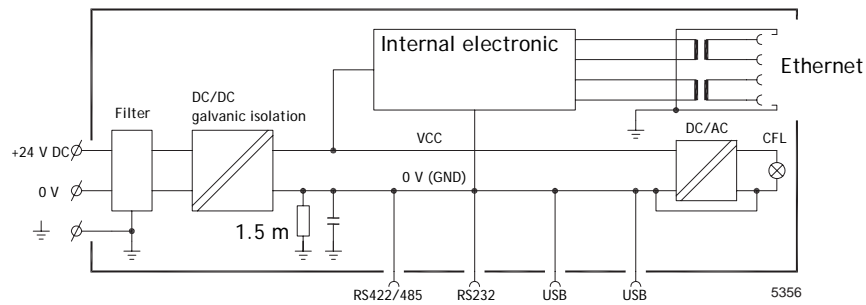 Internal electronic
Ethernet
DC/DC
galvanic isolation
Filter
DC/AC
CFL
+24 V DC
VCC
0 V
0 V (GND)
1.5 m
RS422/485
RS232
USB
USB
5356